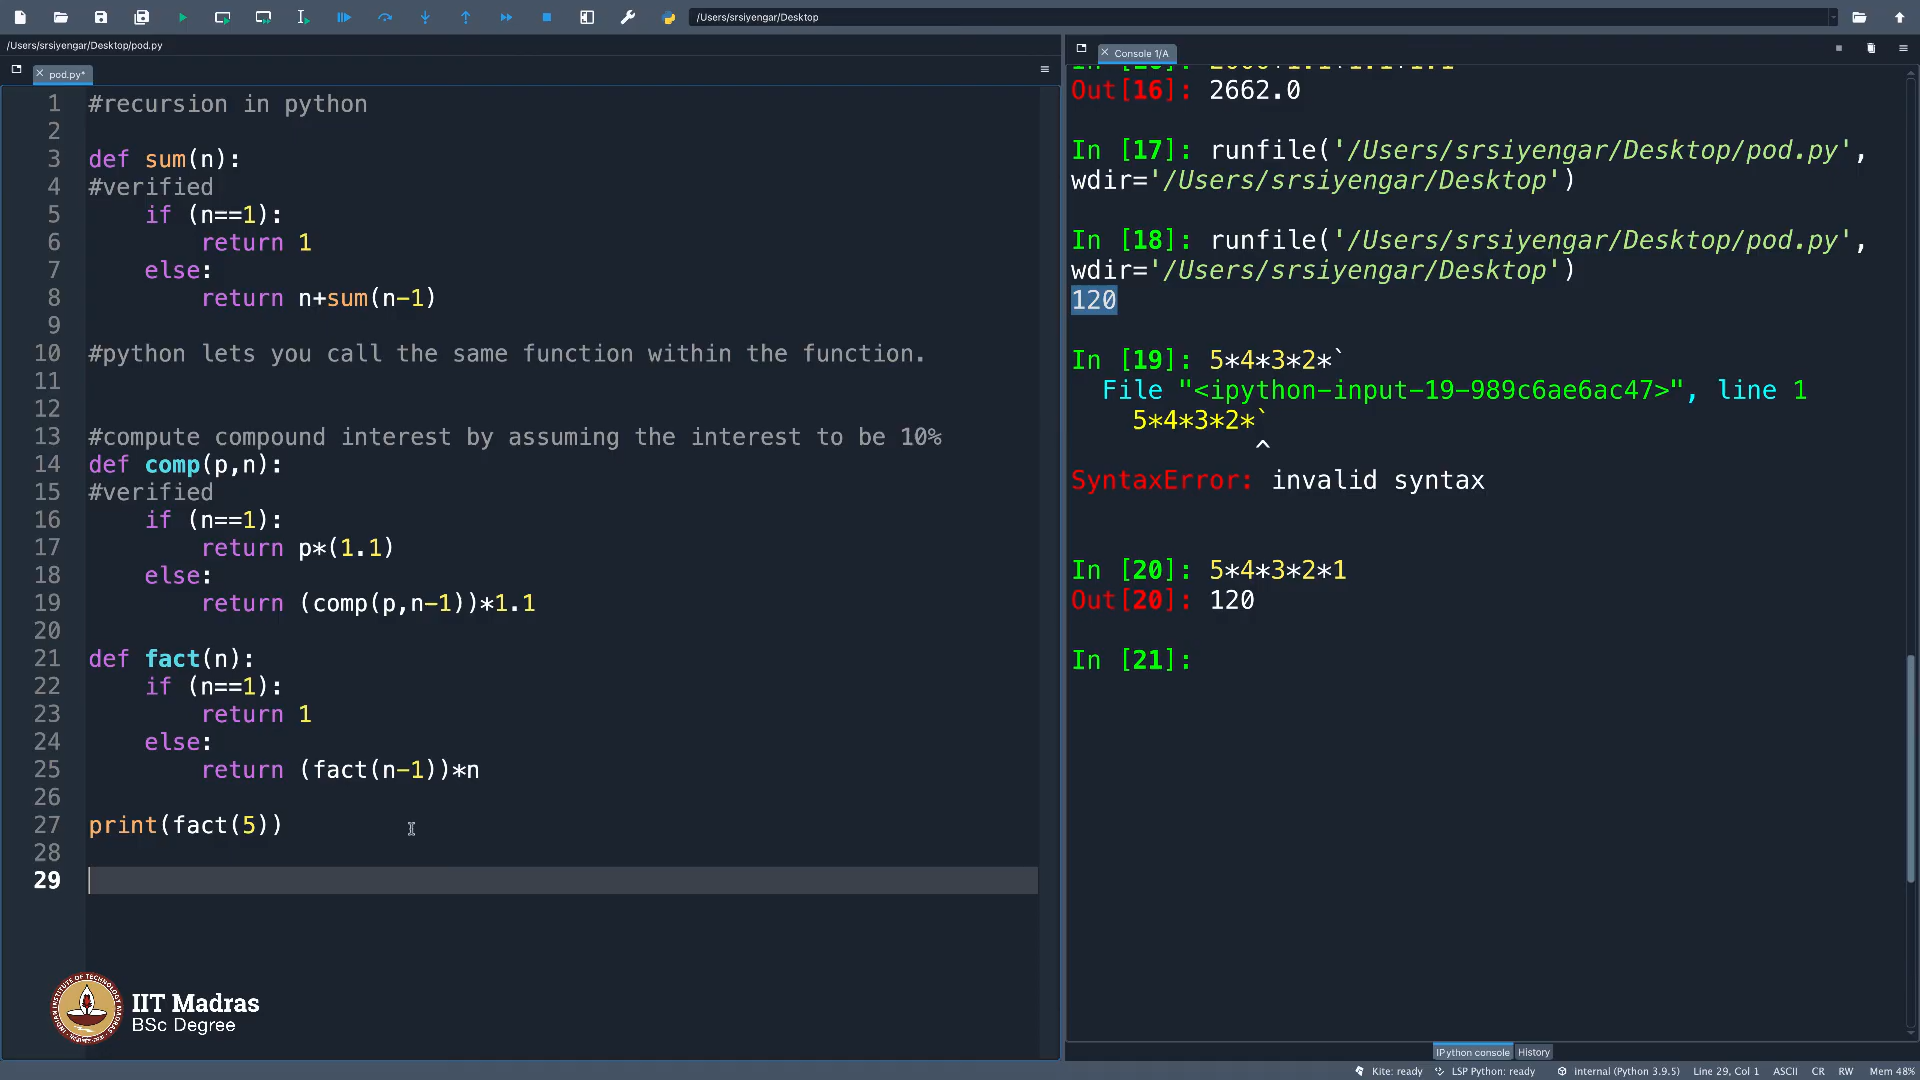 /Users/srsiyengar/Desktop
/Users/srsiyengar/Desktop/pod.py
pod.py*
1 #recursion in python
2
3 def sum(n):
4 #verified
5 if (n==1):
6 return 1
7 else:
8 return n+sum(n-1)
9
10 #python lets you call the same function within the function.
11
12
13 #compute compound interest by assuming the interest to be 10%
14 def comp(p,n):
15 #verified
16 if (n==1):
17 return p*(1.1)
18 else:
19 return (comp(p,n-1))*1.1
20
21 def fact(n):
22 if (n==1):
23 return 1
24 else:
25 return (fact(n-1))*n
26
27 print(fact(5))
28
29
IIT Madras
BSc Degree
Console 1/A
Out[16]: 2662.0
In [17]: runfile('/Users/srsiyengar/Desktop/pod.py',
wdir='/Users/srsiyengar/Desktop')
In [18]: runfile('/Users/srsiyengar/Desktop/pod.py',
wdir='/Users/srsiyengar/Desktop')
120
In [19]: 5*4*3*2*`
File "<ipython-input-19-989c6ae6ac47>", line 1
5*4*3*2*`
^
SyntaxError: invalid syntax
In [20]: 5*4*3*2*1
Out[20]: 120
In [21]:
IPython console History
Kite: ready LSP Python: ready internal (Python 3.9.5) Line 29, Col 1 ASCII CR RW Mem 48%